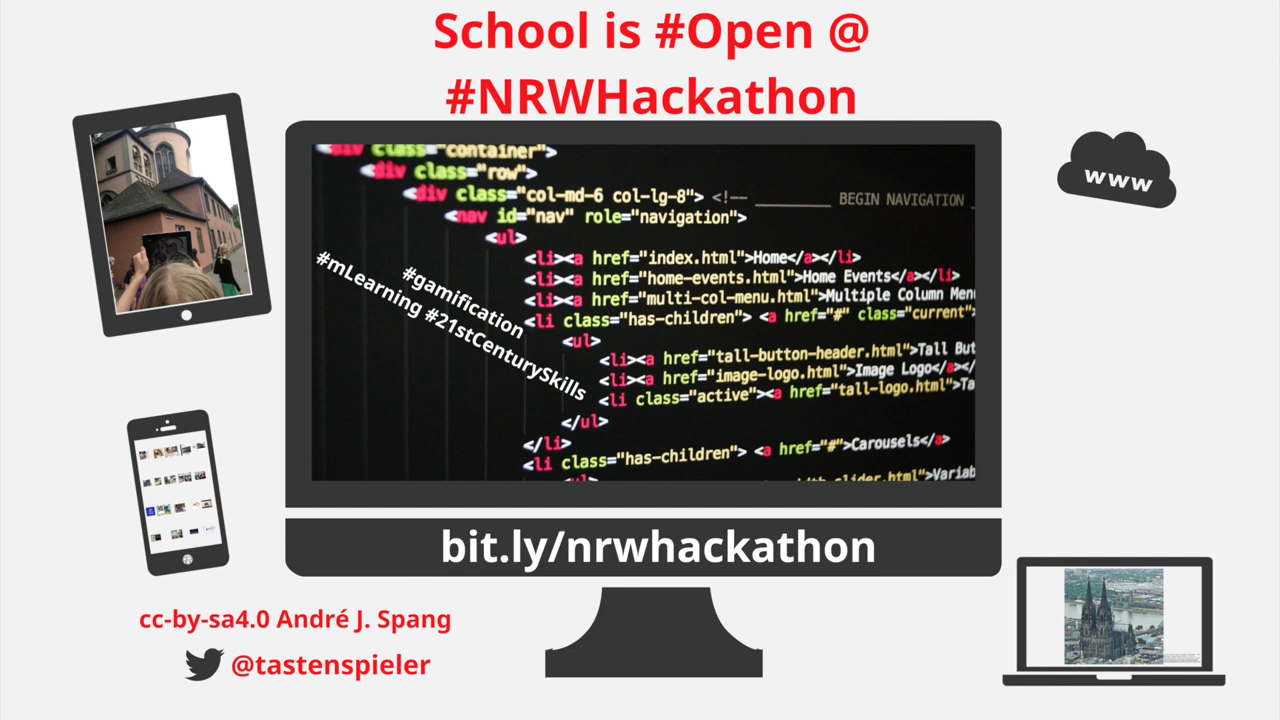 School is #Open @
#NRWHackathon
<div class="container">
<div class="row">
<div class="col-md-6 col-lg-8"> <!-- BEGIN NAVIGATION
<nav id="nav" role="navigation">
<ul>
<li><a href="index.html">Home</a></li>
<li><a href="home-events.html">Home Events</a></li>
<li><a href="multi-col-menu.html">Multiple Column Men
<li class="has-children"> <a href="#" class="current"
<ul>
<li><a href="tall-button-header.html">Tall But
<li><a href="image-logo.html">Image Logo</a></
<li class="active"><a href="tall-logo.html">Ta
</ul>
</li>
<li class="has-children"> <a href="#">Carousels</a>
<ul>
slider.html">Variab
#gamification
#mLearning #21stCenturySkills
www
bit.ly/nrwhackathon
cc-by-sa4.0 André J. Spang
@tastenspieler